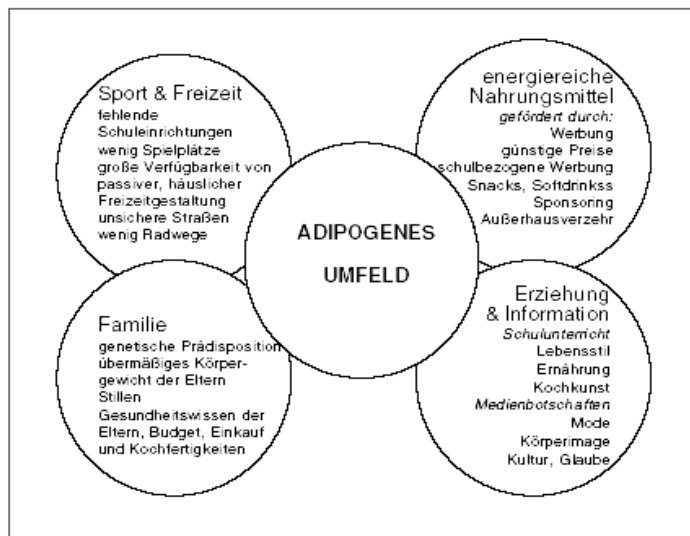 Sport & Freizeit
fehlende
Schuleinrichtungen
wenig Spielplätze
große Verfügbarkeit von
passiver, häuslicher
Freizeitgestaltung
unsichere Straßen
wenig Radwege
energiereiche
Nahrungsmittel
gefördert durch:
Werbung
günstige Preise
schulbezogene Werbung
Snacks, Softdrinkss
Sponsoring
Außerhausverzehr
ADIPOGENES
UMFELD
Familie
genetische Prädisposition
übermäßiges Körper-
gewicht der Eltern
Stillen
Gesundheitswissen der
Eltern, Budget, Einkauf
und Kochfertigkeiten
Erziehung
& Information
Schulunterricht
Lebensstil
Ernährung
Kochkunst
Medienbotschaften
Mode
Körperimage
Kultur, Glaube